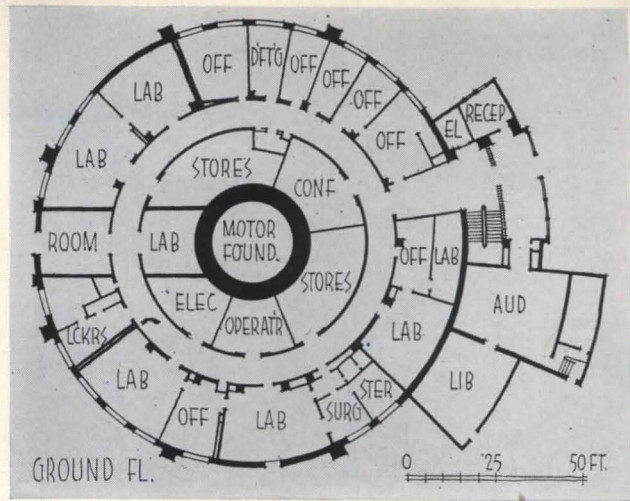 OFF
D'FT'G
OFF
OFF
OFF
OFF
EL
RECEP
LAB
LAB
STORES
CONF
ROOM
LAB
MOTOR
FOUND.
STORES
OFF
LAB
ELEC
OPERAT'R
AUD
LCKRS
LAB
LAB
OFF
LAB
SURG
STER
LIB
GROUND FL.
0 25 50 FT.